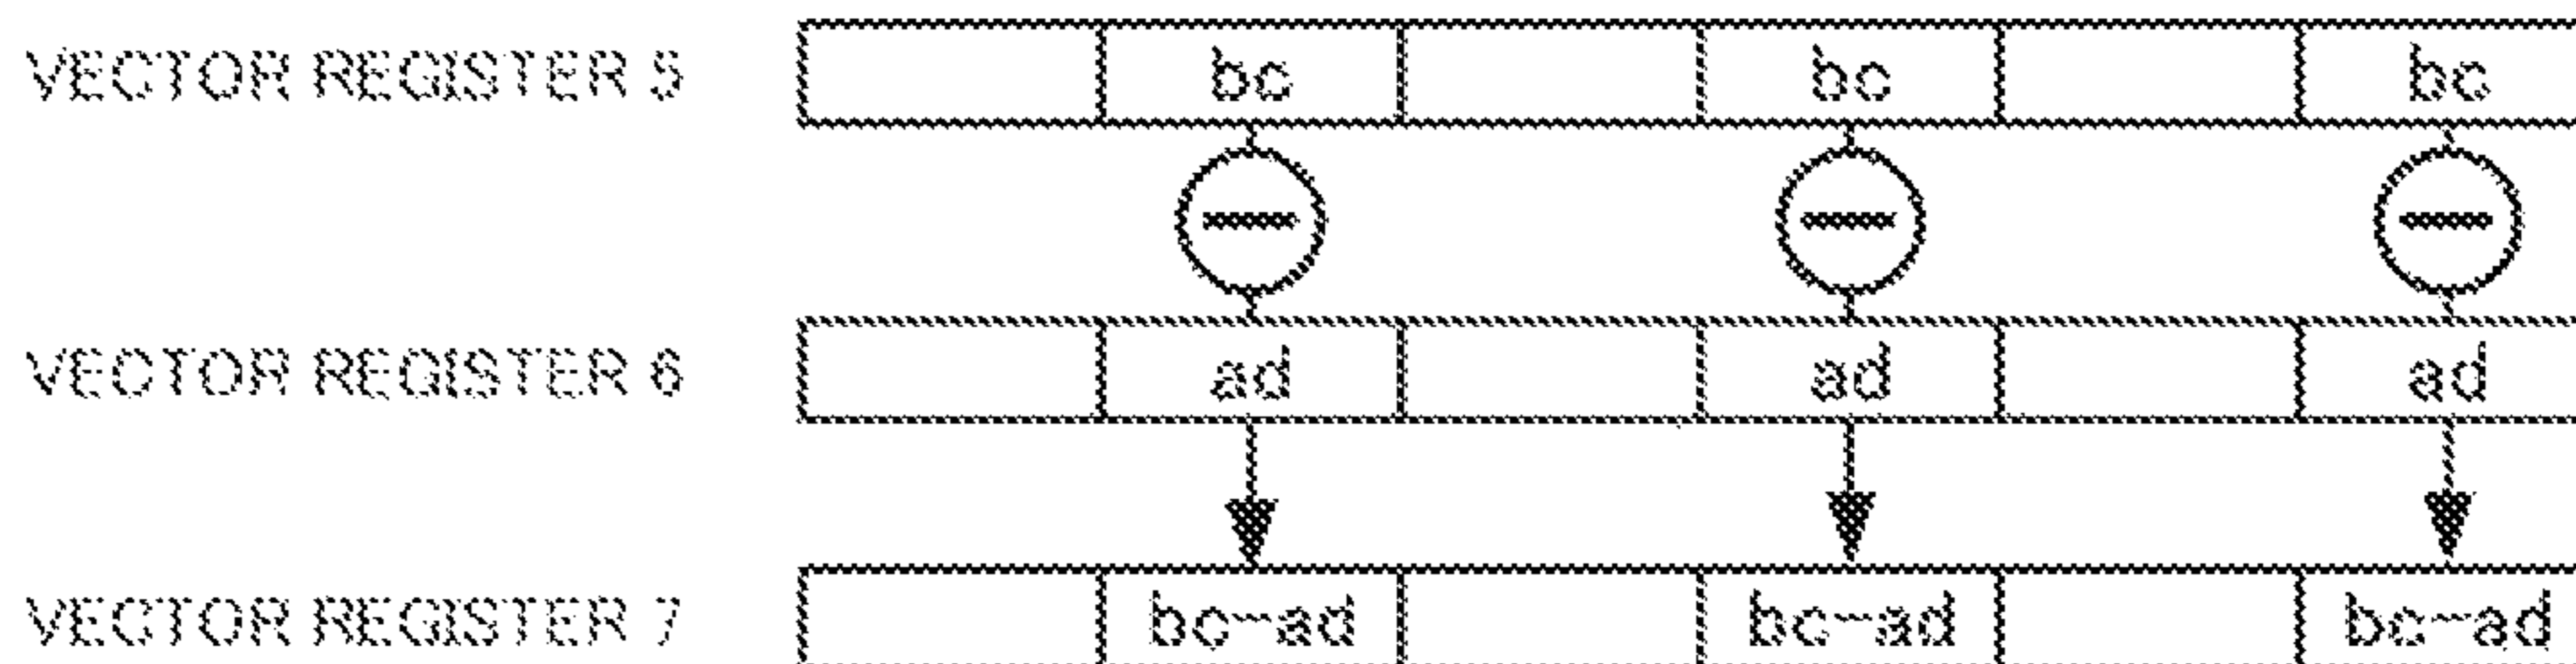 VECTOR REGISTER 5 bc bc bc
VECTOR REGISTER 6 ad ad ad
VECTOR REGISTER 7 bc-ad bc-ad bc-ad